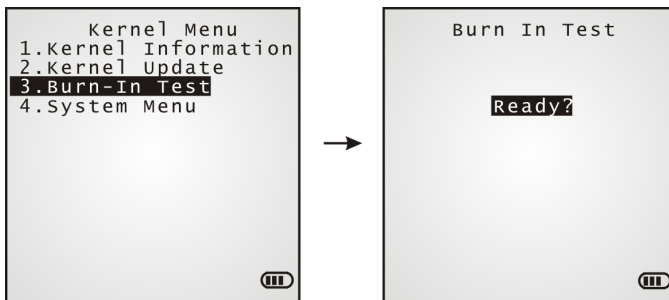 Kernel Menu
1.Kernel Information
2.Kernel Update
3.Burn-In Test
4.System Menu
Burn In Test
Ready?